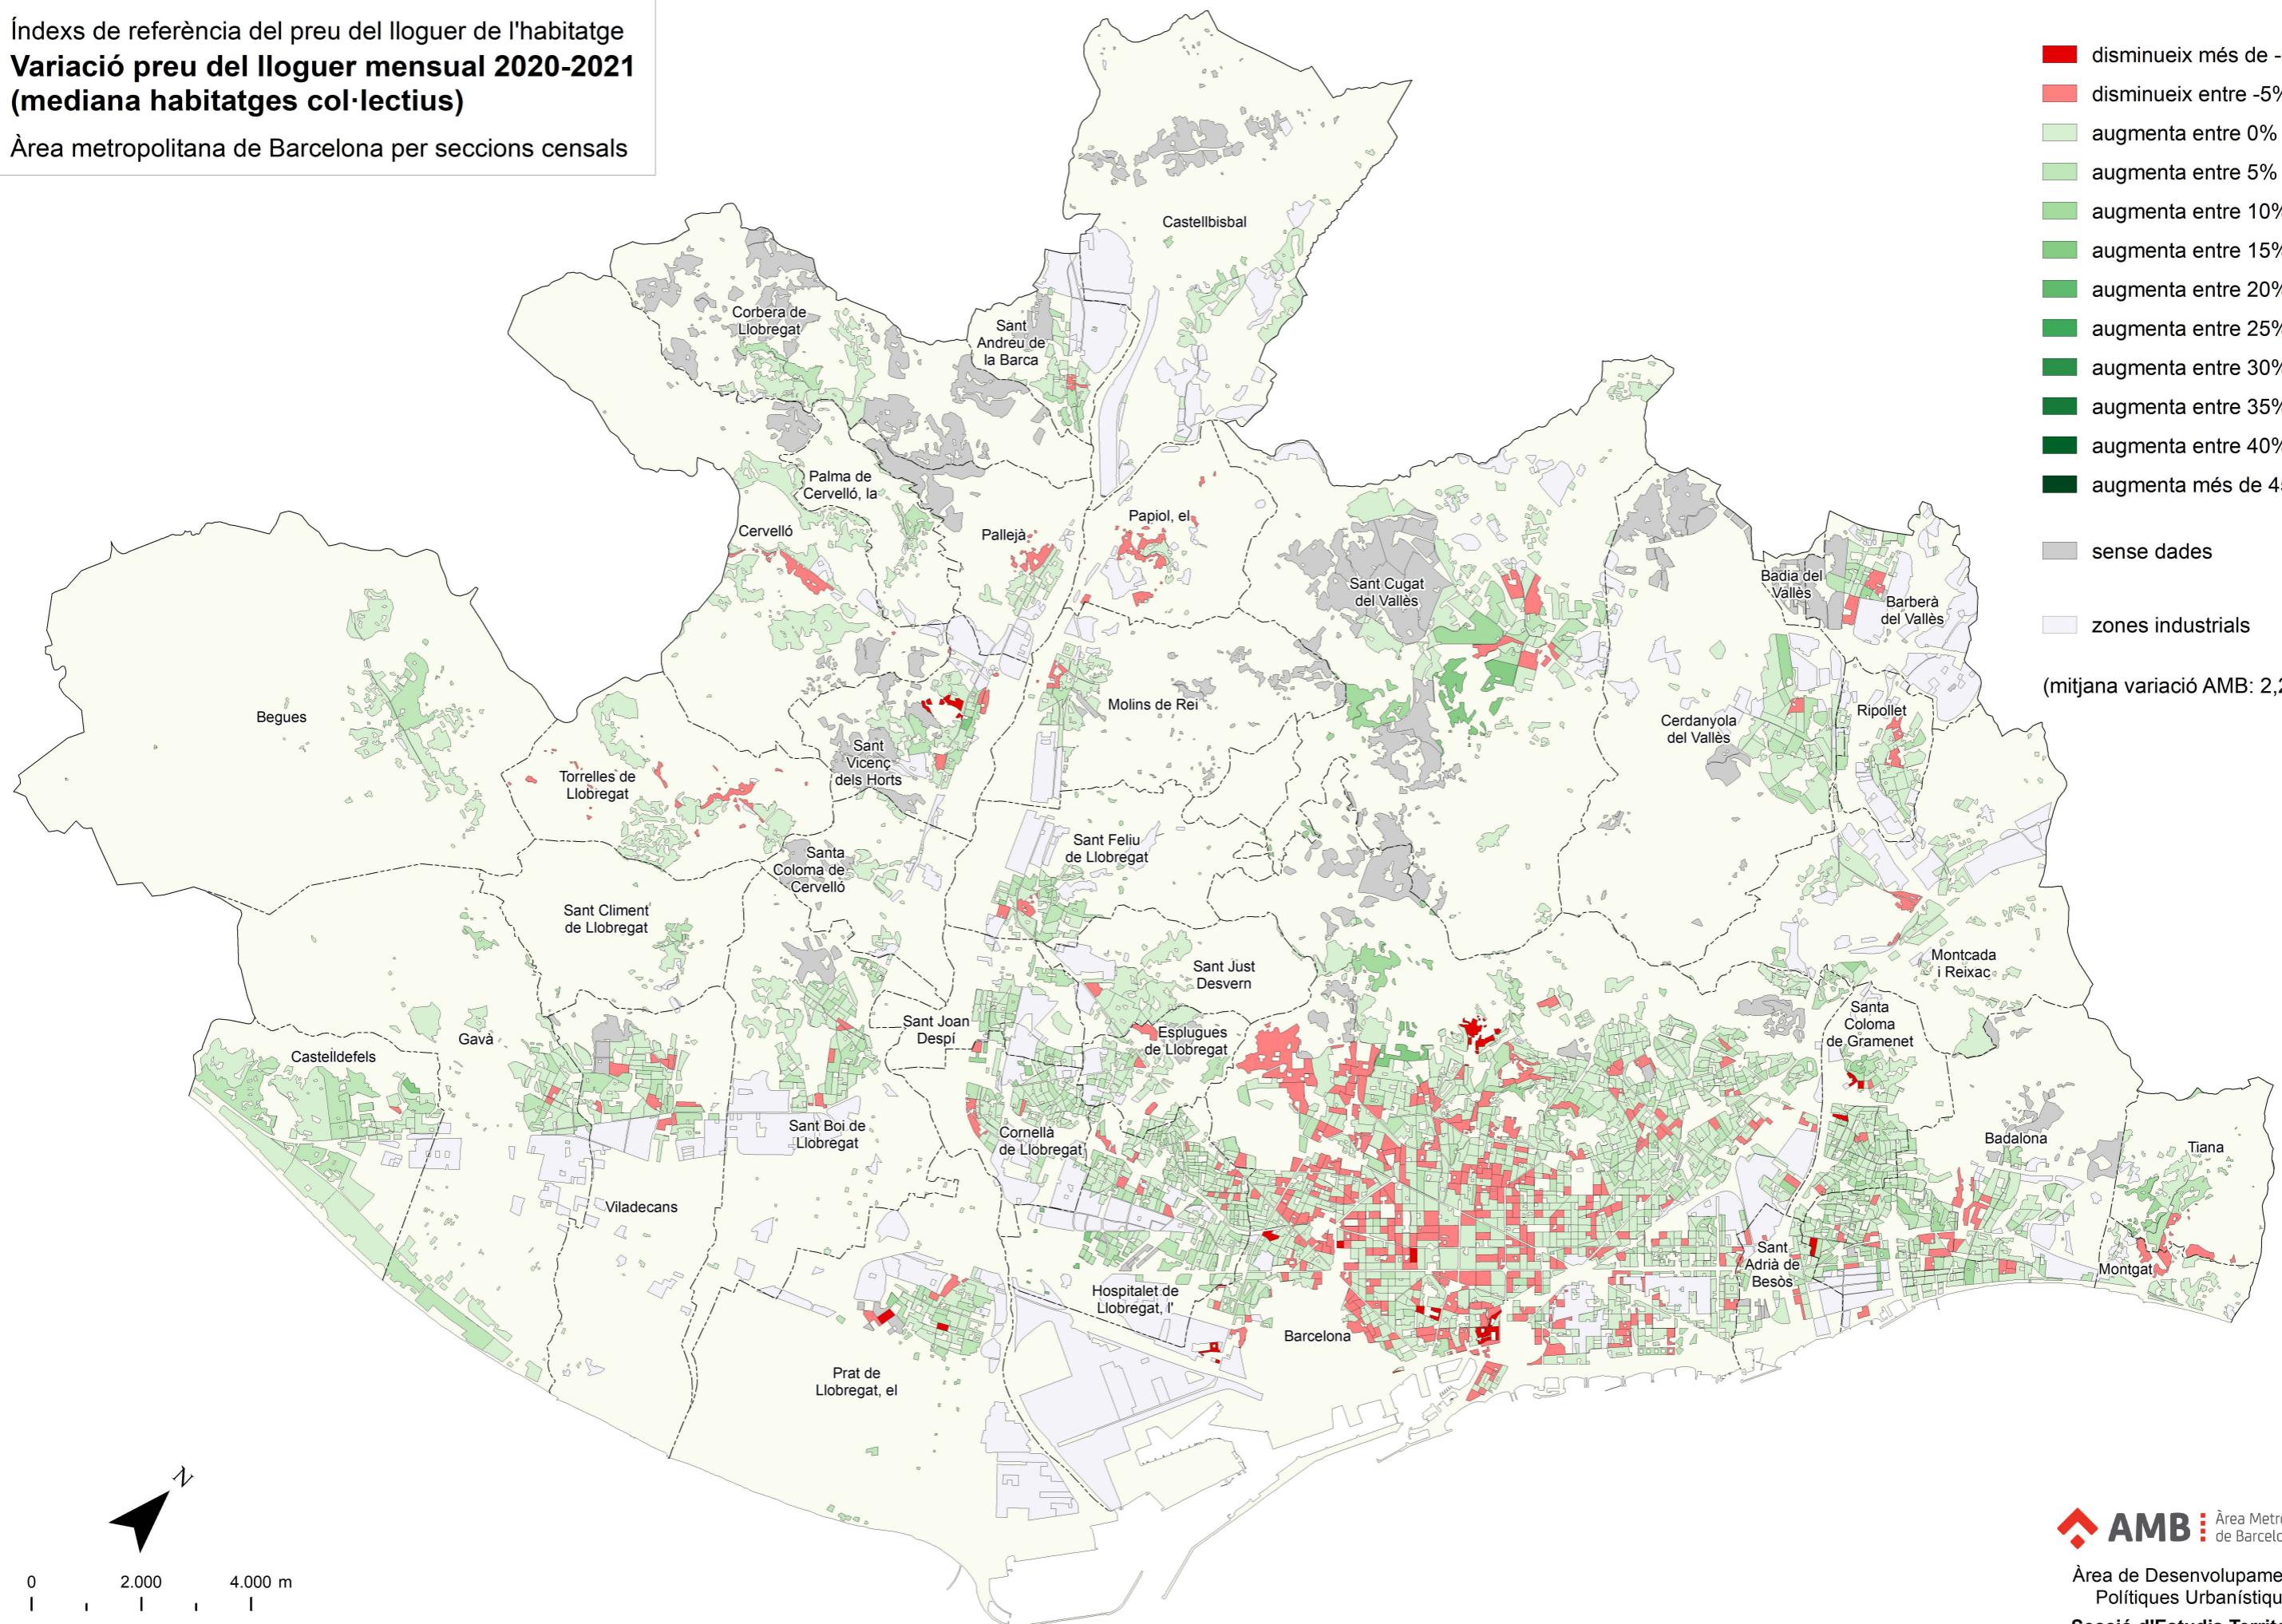 Índexs de referència del preu del lloguer de l'habitatge
Variació preu del lloguer mensual 2020-2021
(mediana habitatges col·lectius)
Àrea metropolitana de Barcelona per seccions censals
disminueix més de -
disminueix entre -5%
augmenta entre 0%
augmenta entre 5%
augmenta entre 10%
augmenta entre 15%
augmenta entre 20%
augmenta entre 25%
augmenta entre 30%
augmenta entre 35%
augmenta entre 40%
augmenta més de 4
sense dades
zones industrials
(mitjana variació AMB: 2,2
Castellbisbal
Corbera de
Llobregat
Sant
Andreu de
la Barca
Palma de
Cervelló, la
Cervelló
Pallejà
Papiol, el
Sant Cugat
del Vallès
Badia del
Vallès
Barberà
del Vallès
Begues
Molins de Rei
Cerdanyola
del Vallès
Ripollet
Sant
Vicenç
dels Horts
Torrelles de
Llobregat
Santa
Coloma de
Cervelló
Sant Feliu
de Llobregat
Sant Climent
de Llobregat
Sant Just
Desvern
Montcada
i Reixac
Santa
Coloma
de Gramenet
Castelldefels
Gavà
Sant Joan
Despí
Esplugues
de Llobregat
Sant Boi de
Llobregat
Cornellà
de Llobregat
Badalona
Tiana
Viladecans
Sant
Adrià de
Besòs
Montgat
Hospitalet de
Llobregat, l'
Barcelona
Prat de
Llobregat, el
N
0 2.000 4.000 m
AMB
Àrea Metro
de Barcelo
Àrea de Desenvolupame
Polítiques Urbanístiqu
Secció d'Estudis Territo